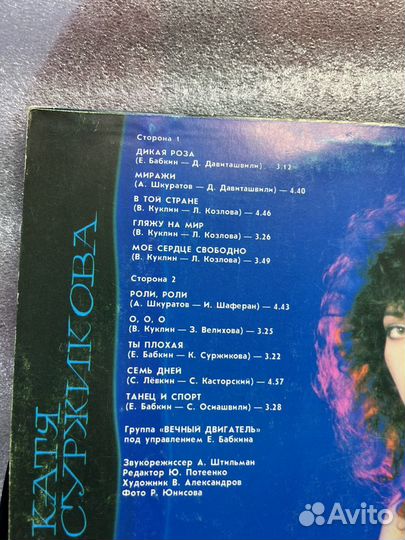 КАТЯ
СУРЖИКОВА
Сторона 1
ДИКАЯ РОЗА
(Е. Бабкин — Д. Давиташвили) — 3.12
МИРАЖИ
(А. Шкуратов — Д. Давиташвили) — 4.40
В ТОЙ СТРАНЕ
(В. Куклин — Л. Козлова) — 4.46
ГЛЯЖУ НА МИР
(В. Куклин — Л. Козлова) — 3.26
МОЕ СЕРДЦЕ СВОБОДНО
(В. Куклин — Л. Козлова) — 3.49
Сторона 2
РОЛИ, РОЛИ
(А. Шкуратов — И. Шаферан) — 4.43
О, О, О
(В. Куклин — З. Велихова) — 3.25
ТЫ ПЛОХАЯ
(Е. Бабкин — К. Суржикова) — 3.22
СЕМЬ ДНЕЙ
(С. Лёвкин — С. Касторский) — 4.57
ТАНЕЦ И СПОРТ
(Е. Бабкин — С. Оснашвили) — 3.28
Группа «ВЕЧНЫЙ ДВИГАТЕЛЬ»
под управлением Е. Бабкина
Звукорежиссер А. Штильман
Редактор Ю. Потеенко
Художник В. Александров
Фото Р. Юнисова
Avito